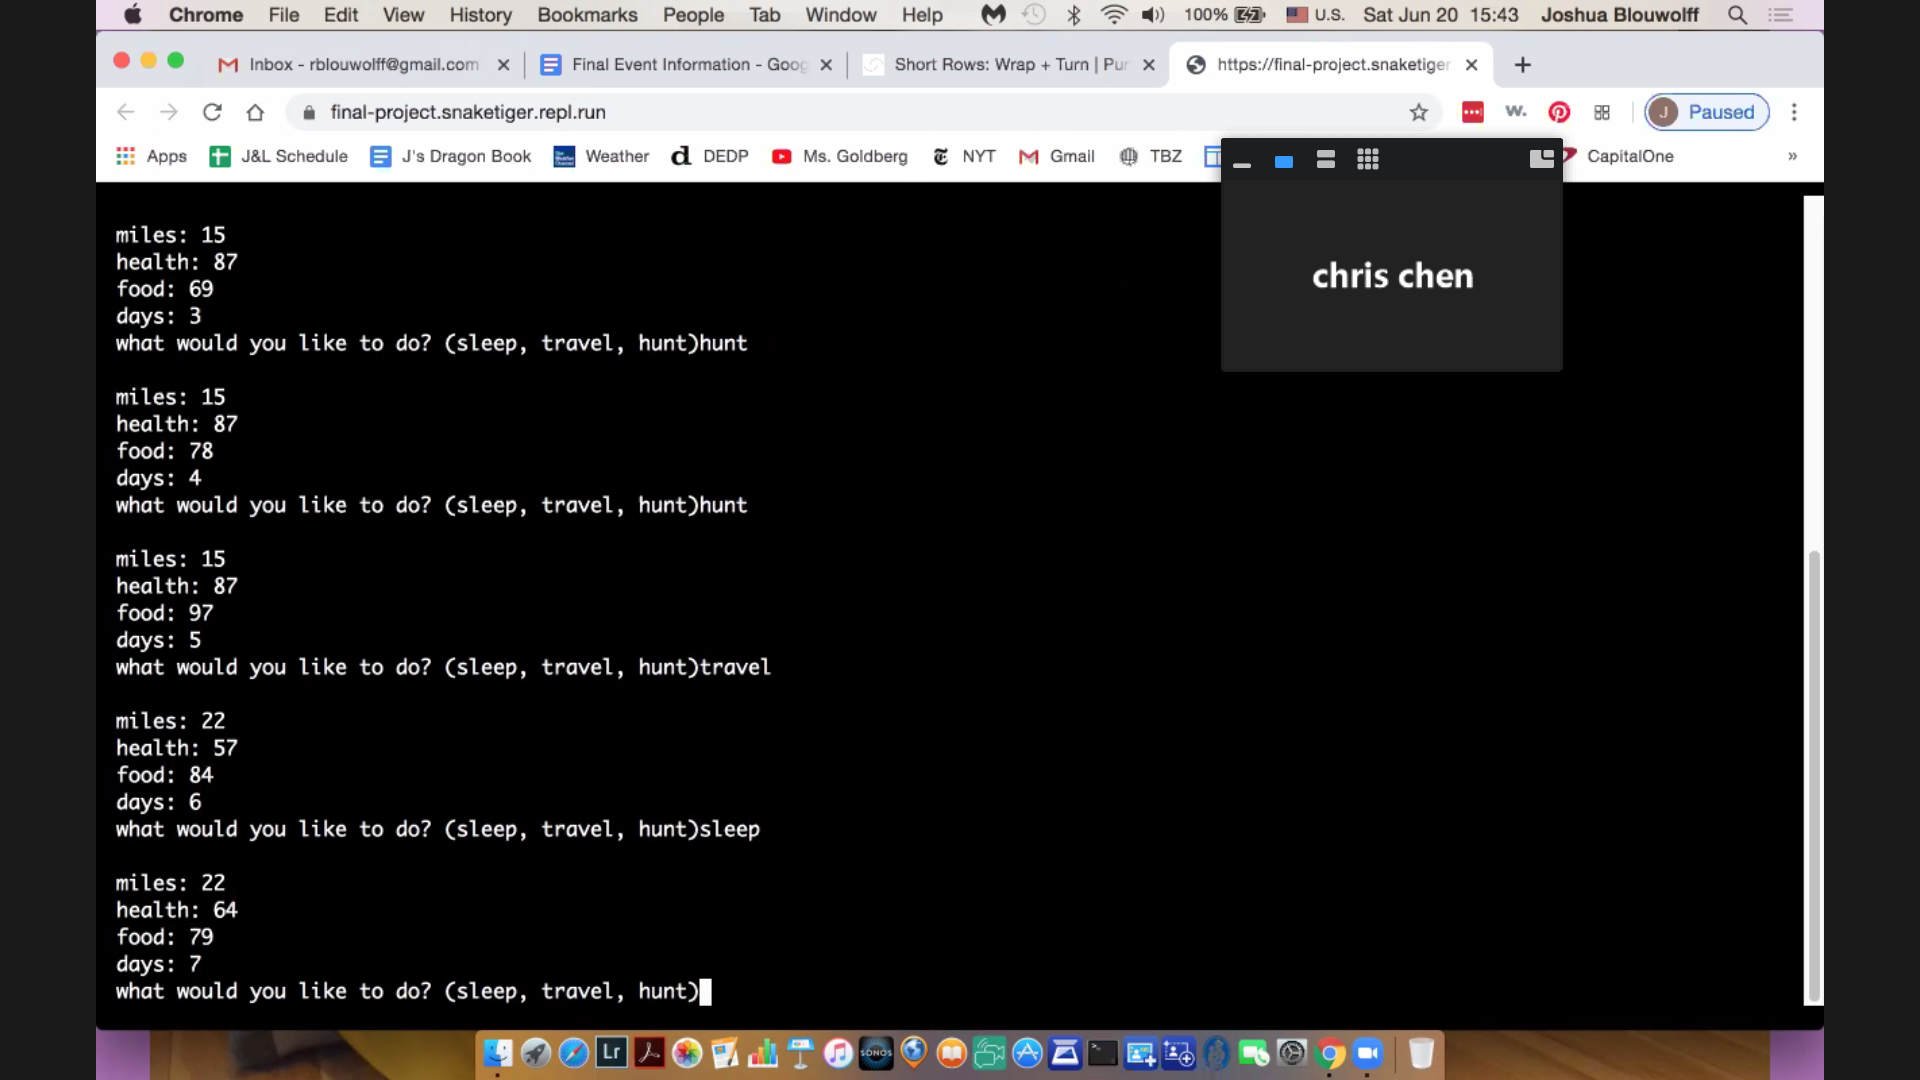 Chrome File Edit View History Bookmarks People Tab Window Help 100% U.S. Sat Jun 20 15:43 Joshua Blouwolff
Inbox - rblouwolff@gmail.com Final Event Information - Goog Short Rows: Wrap + Turn | Pur https://final-project.snaketiger.
final-project.snaketiger.repl.run w. J Paused
Apps J&L Schedule J's Dragon Book Weather d DEDP Ms. Goldberg NYT Gmail TBZ CapitalOne »
chris chen
miles: 15
health: 87
food: 69
days: 3
what would you like to do? (sleep, travel, hunt)hunt
miles: 15
health: 87
food: 78
days: 4
what would you like to do? (sleep, travel, hunt)hunt
miles: 15
health: 87
food: 97
days: 5
what would you like to do? (sleep, travel, hunt)travel
miles: 22
health: 57
food: 84
days: 6
what would you like to do? (sleep, travel, hunt)sleep
miles: 22
health: 64
food: 79
days: 7
what would you like to do? (sleep, travel, hunt)
Lr SONOS